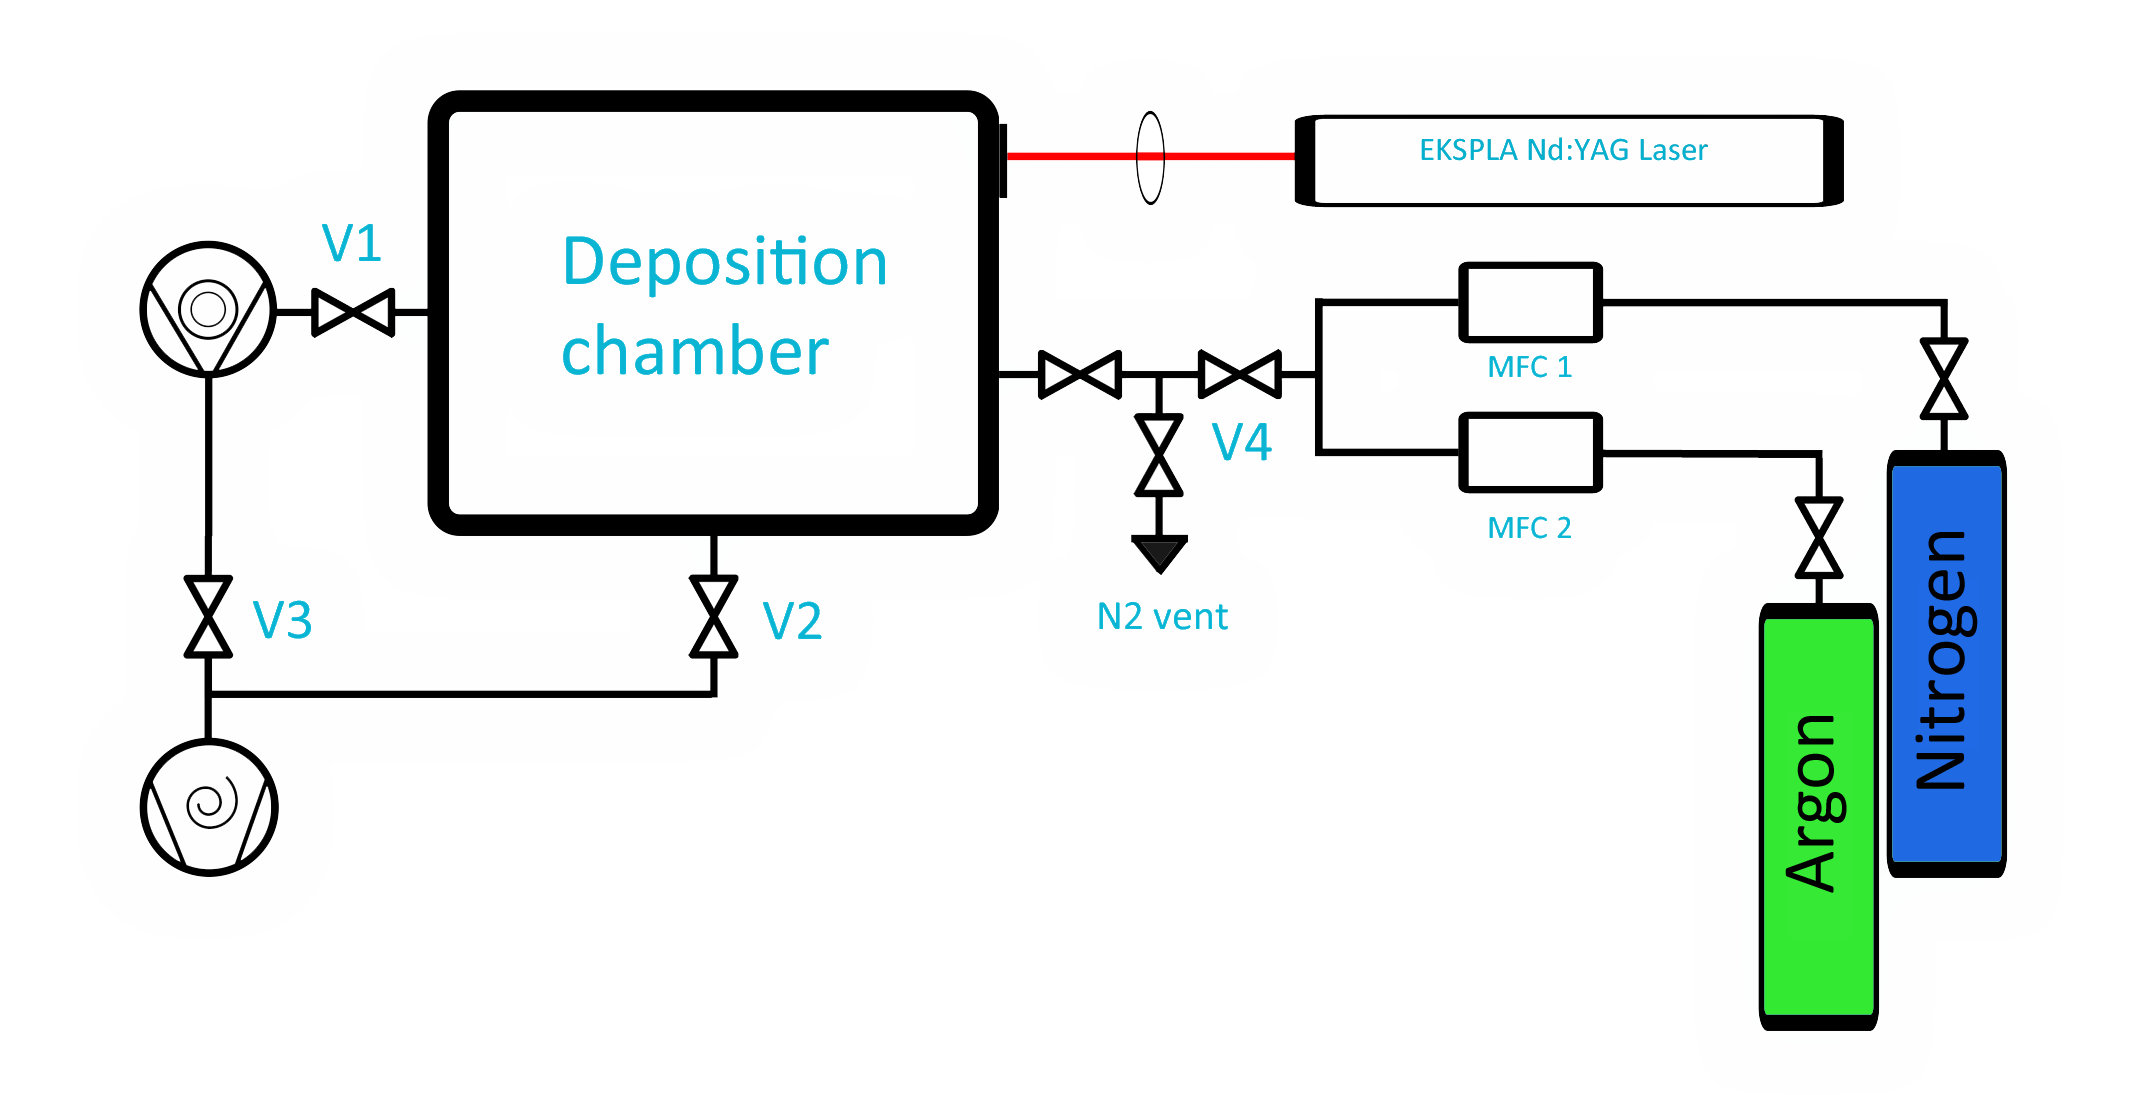 EKSPLA Nd:YAG Laser
V1
Deposition
chamber
MFC 1
V4
MFC 2
V3
V2
N2 vent
Argon
Nitrogen